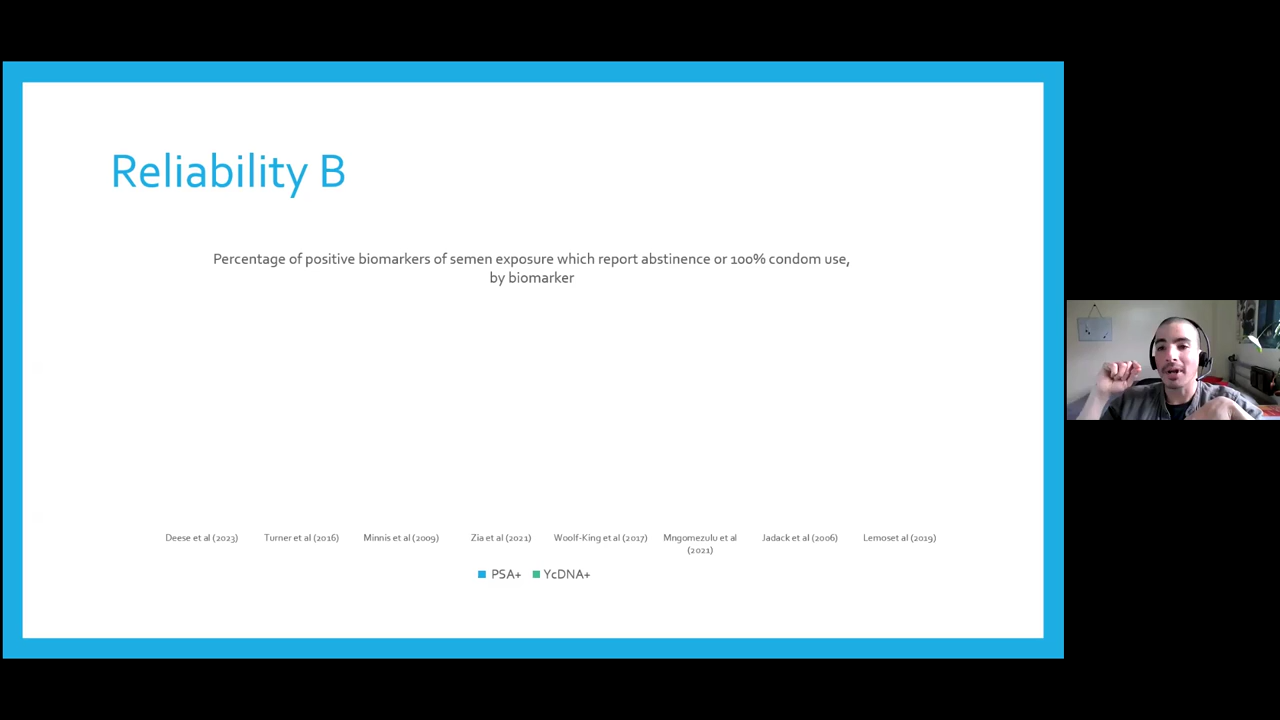 Reliability B
Percentage of positive biomarkers of semen exposure which report abstinence or 100% condom use,
by biomarker
Deese et al (2023) Turner et al (2016) Minnis et al (2009) Zia et al (2021) Woolf-King et al (2017) Mngomezulu et al (2021) Jadack et al (2006) Lemoset al (2019)
PSA+ YcDNA+